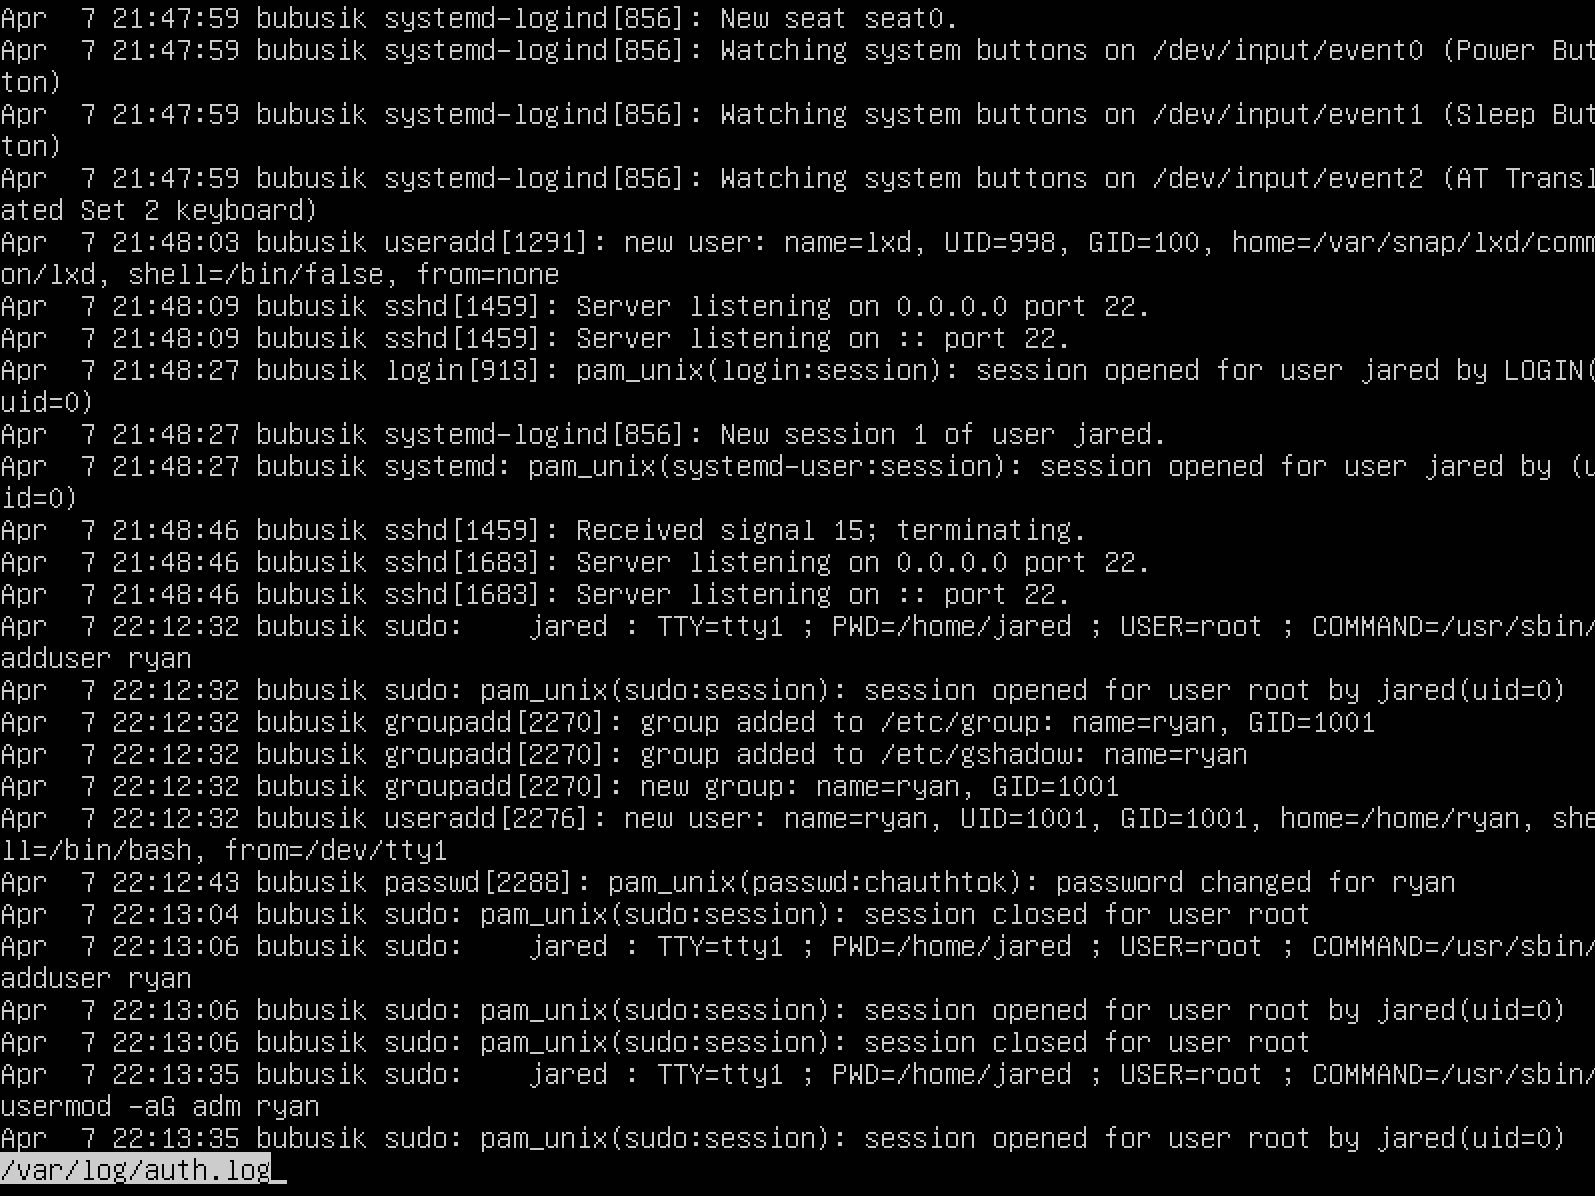 Apr  7 21:47:59 bubusik systemd-logind[856]: New seat seat0.
Apr  7 21:47:59 bubusik systemd-logind[856]: Watching system buttons on /dev/input/event0 (Power But
ton)
Apr  7 21:47:59 bubusik systemd-logind[856]: Watching system buttons on /dev/input/event1 (Sleep But
ton)
Apr  7 21:47:59 bubusik systemd-logind[856]: Watching system buttons on /dev/input/event2 (AT Transl
ated Set 2 keyboard)
Apr  7 21:48:03 bubusik useradd[1291]: new user: name=lxd, UID=998, GID=100, home=/var/snap/lxd/comm
on/lxd, shell=/bin/false, from=none
Apr  7 21:48:09 bubusik sshd[1459]: Server listening on 0.0.0.0 port 22.
Apr  7 21:48:09 bubusik sshd[1459]: Server listening on :: port 22.
Apr  7 21:48:27 bubusik login[913]: pam_unix(login:session): session opened for user jared by LOGIN(
uid=0)
Apr  7 21:48:27 bubusik systemd-logind[856]: New session 1 of user jared.
Apr  7 21:48:27 bubusik systemd: pam_unix(systemd-user:session): session opened for user jared by (u
id=0)
Apr  7 21:48:46 bubusik sshd[1459]: Received signal 15; terminating.
Apr  7 21:48:46 bubusik sshd[1683]: Server listening on 0.0.0.0 port 22.
Apr  7 21:48:46 bubusik sshd[1683]: Server listening on :: port 22.
Apr  7 22:12:32 bubusik sudo:    jared : TTY=tty1 ; PWD=/home/jared ; USER=root ; COMMAND=/usr/sbin/
adduser ryan
Apr  7 22:12:32 bubusik sudo: pam_unix(sudo:session): session opened for user root by jared(uid=0)
Apr  7 22:12:32 bubusik groupadd[2270]: group added to /etc/group: name=ryan, GID=1001
Apr  7 22:12:32 bubusik groupadd[2270]: group added to /etc/gshadow: name=ryan
Apr  7 22:12:32 bubusik groupadd[2270]: new group: name=ryan, GID=1001
Apr  7 22:12:32 bubusik useradd[2276]: new user: name=ryan, UID=1001, GID=1001, home=/home/ryan, she
ll=/bin/bash, from=/dev/tty1
Apr  7 22:12:43 bubusik passwd[2288]: pam_unix(passwd:chauthtok): password changed for ryan
Apr  7 22:13:04 bubusik sudo: pam_unix(sudo:session): session closed for user root
Apr  7 22:13:06 bubusik sudo:    jared : TTY=tty1 ; PWD=/home/jared ; USER=root ; COMMAND=/usr/sbin/
adduser ryan
Apr  7 22:13:06 bubusik sudo: pam_unix(sudo:session): session opened for user root by jared(uid=0)
Apr  7 22:13:06 bubusik sudo: pam_unix(sudo:session): session closed for user root
Apr  7 22:13:35 bubusik sudo:    jared : TTY=tty1 ; PWD=/home/jared ; USER=root ; COMMAND=/usr/sbin/
usermod -aG adm ryan
Apr  7 22:13:35 bubusik sudo: pam_unix(sudo:session): session opened for user root by jared(uid=0)
/var/log/auth.log